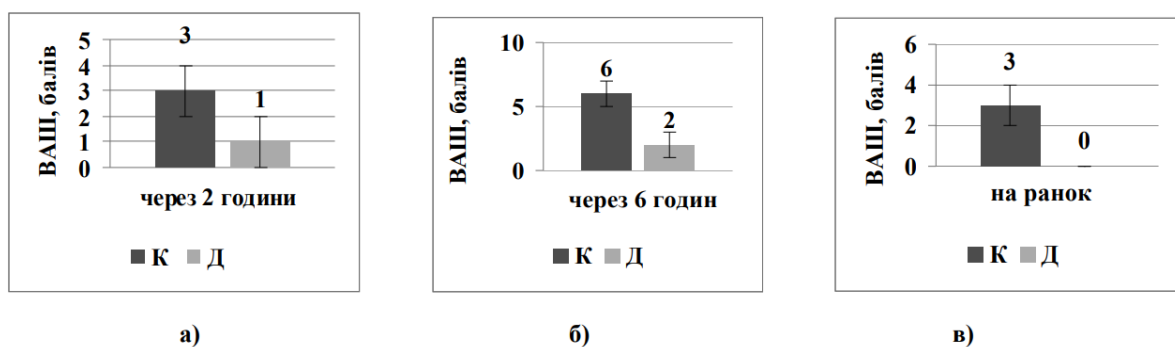 ВАШ, балів
5
4
3
2
1
0
3
1
через 2 години
К Д
а)
ВАШ, балів
10
5
0
6
2
через 6 годин
К Д
б)
ВАШ, балів
6
4
2
0
3
0
на ранок
К Д
в)